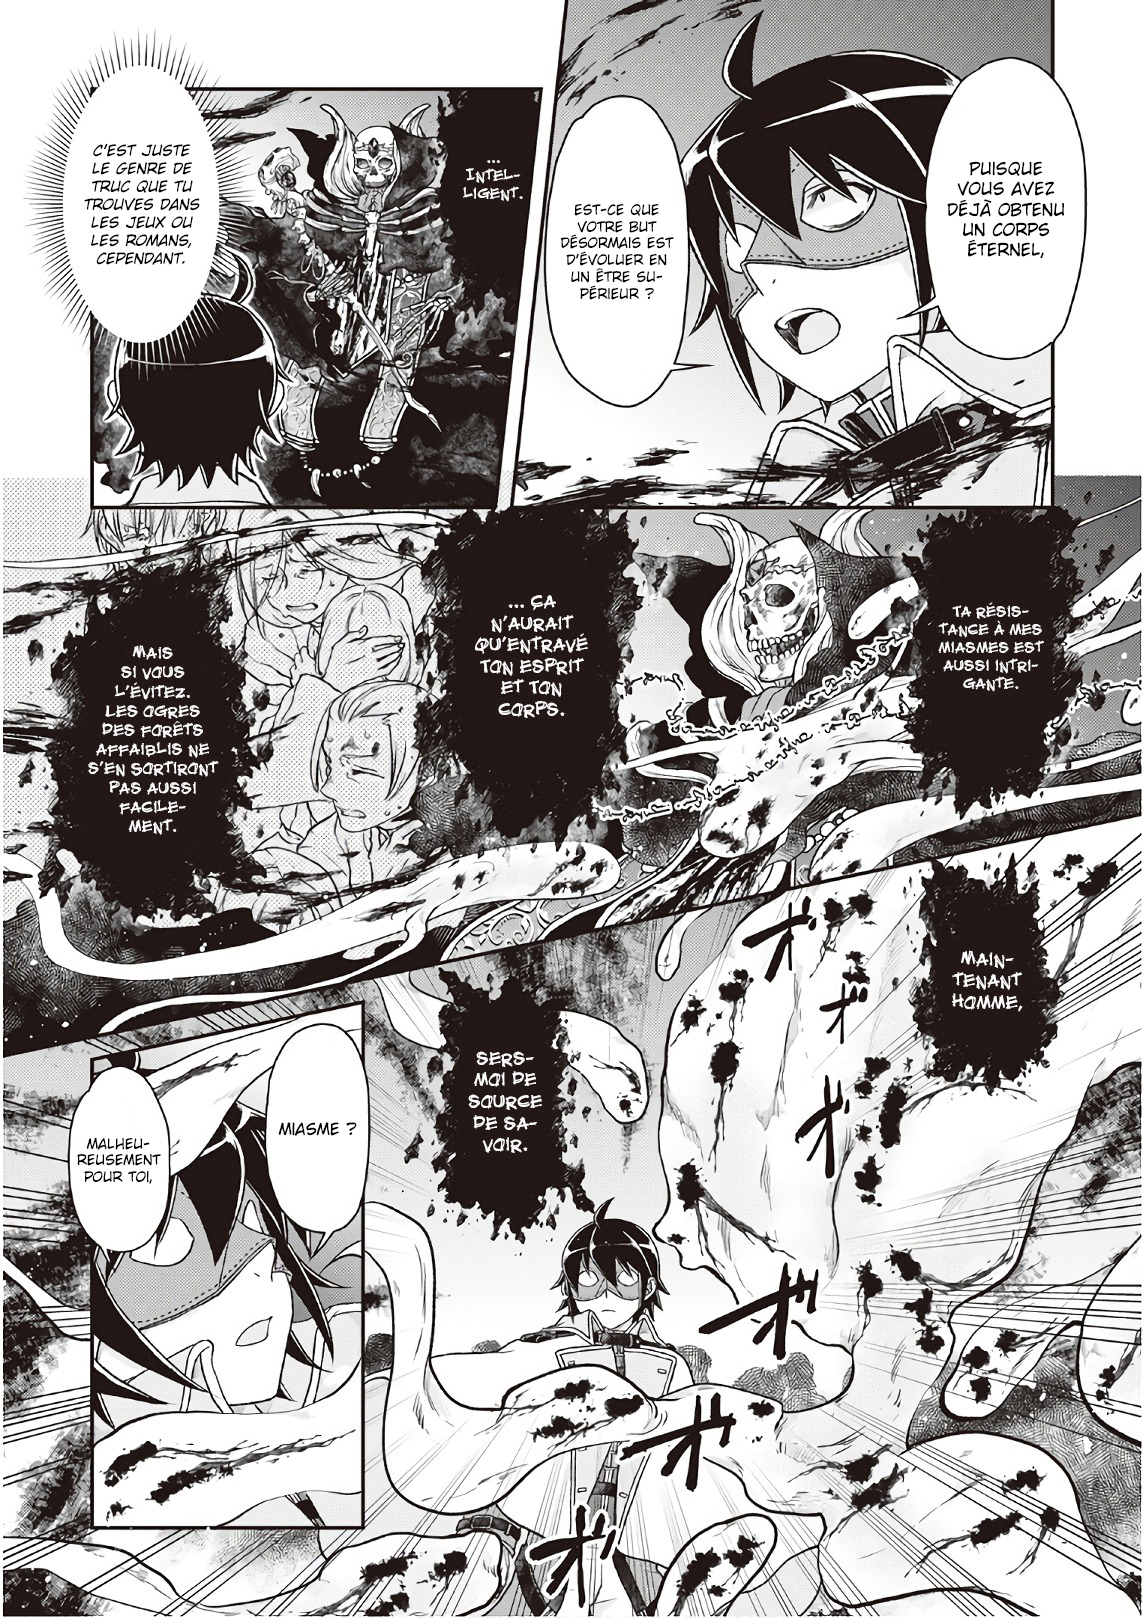 PUISQUE
VOUS AVEZ
DÉJÀ OBTENU
UN CORPS
ÉTERNEL,
EST-CE QUE
VOTRE BUT
DÉSORMAIS EST
D'ÉVOLUER EN
UN ÊTRE SU-
PÉRIEUR ?
...
INTEL-
LIGENT.
C'EST JUSTE
LE GENRE DE
TRUC QUE TU
TROUVES DANS
LES JEUX OU
LES ROMANS,
CEPENDANT.
TA RÉSIS-
TANCE À MES
MIASMES EST
AUSSI INTRI-
GANTE.
... ÇA
N'AURAIT
QU'ENTRAVÉ
TON ESPRIT
ET TON
CORPS.
MAIS
SI VOUS
L'ÉVITEZ.
LES OGRES
DES FORÊTS
AFFAIBLIS NE
S'EN SORTIRONT
PAS AUSSI
FACILE-
MENT.
MAIN-
TENANT
HOMME,
SERS-
MOI DE
SOURCE
DE SA-
VOIR.
オ
オ
オ
オ
オ
MIASME ?
MALHEU-
REUSEMENT
POUR TOI,